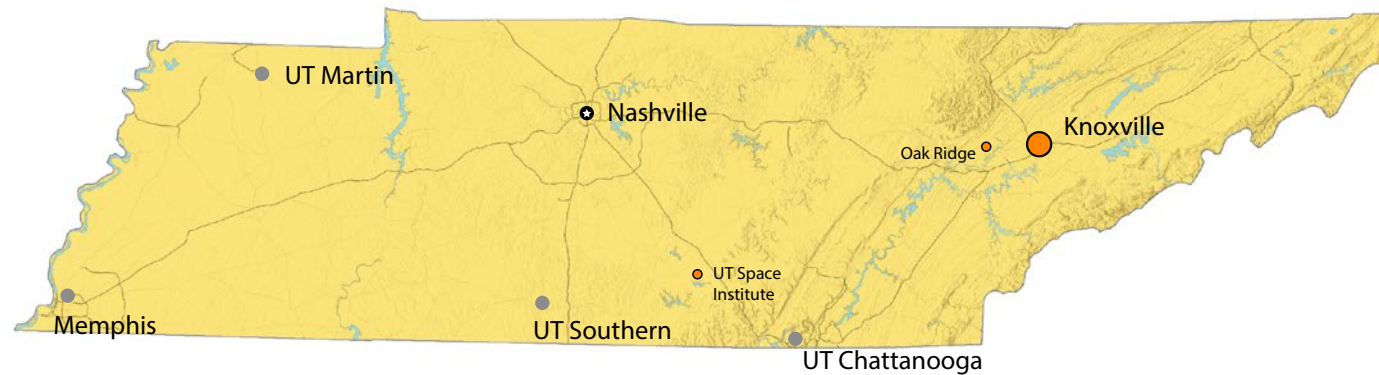 UT Martin
Nashville
Knoxville
Oak Ridge
UT Space
Institute
Memphis
UT Southern
UT Chattanooga